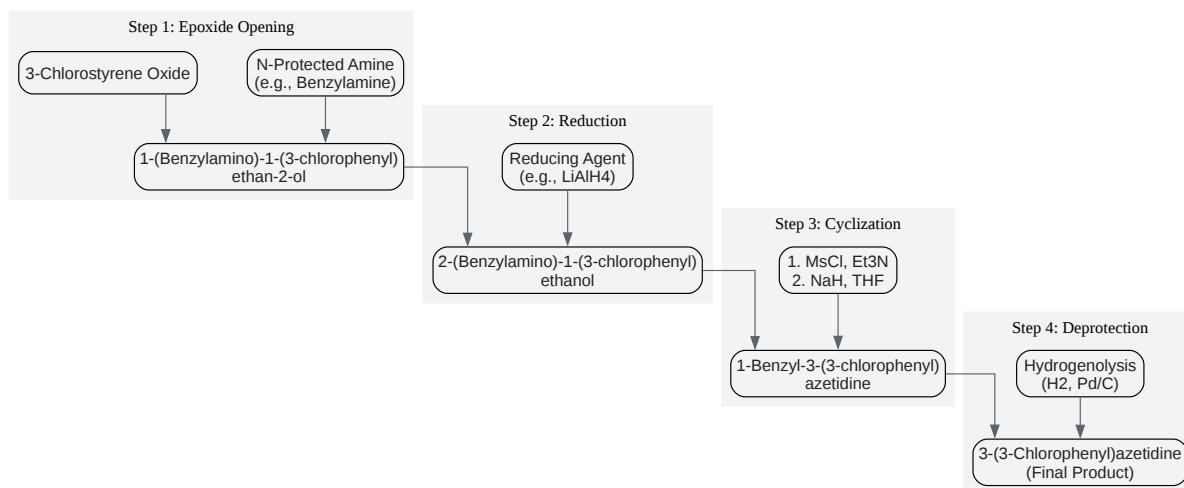 Step 1: Epoxide Opening
3-Chlorostyrene Oxide
N-Protected Amine
(e.g., Benzylamine)
1-(Benzylamino)-1-(3-chlorophenyl)
ethan-2-ol
Step 2: Reduction
Reducing Agent
(e.g., LiAlH4)
2-(Benzylamino)-1-(3-chlorophenyl)
ethanol
Step 3: Cyclization
1. MsCl, Et3N
2. NaH, THF
1-Benzyl-3-(3-chlorophenyl)
azetidine
Step 4: Deprotection
Hydrogenolysis
(H2, Pd/C)
3-(3-Chlorophenyl)azetidine
(Final Product)